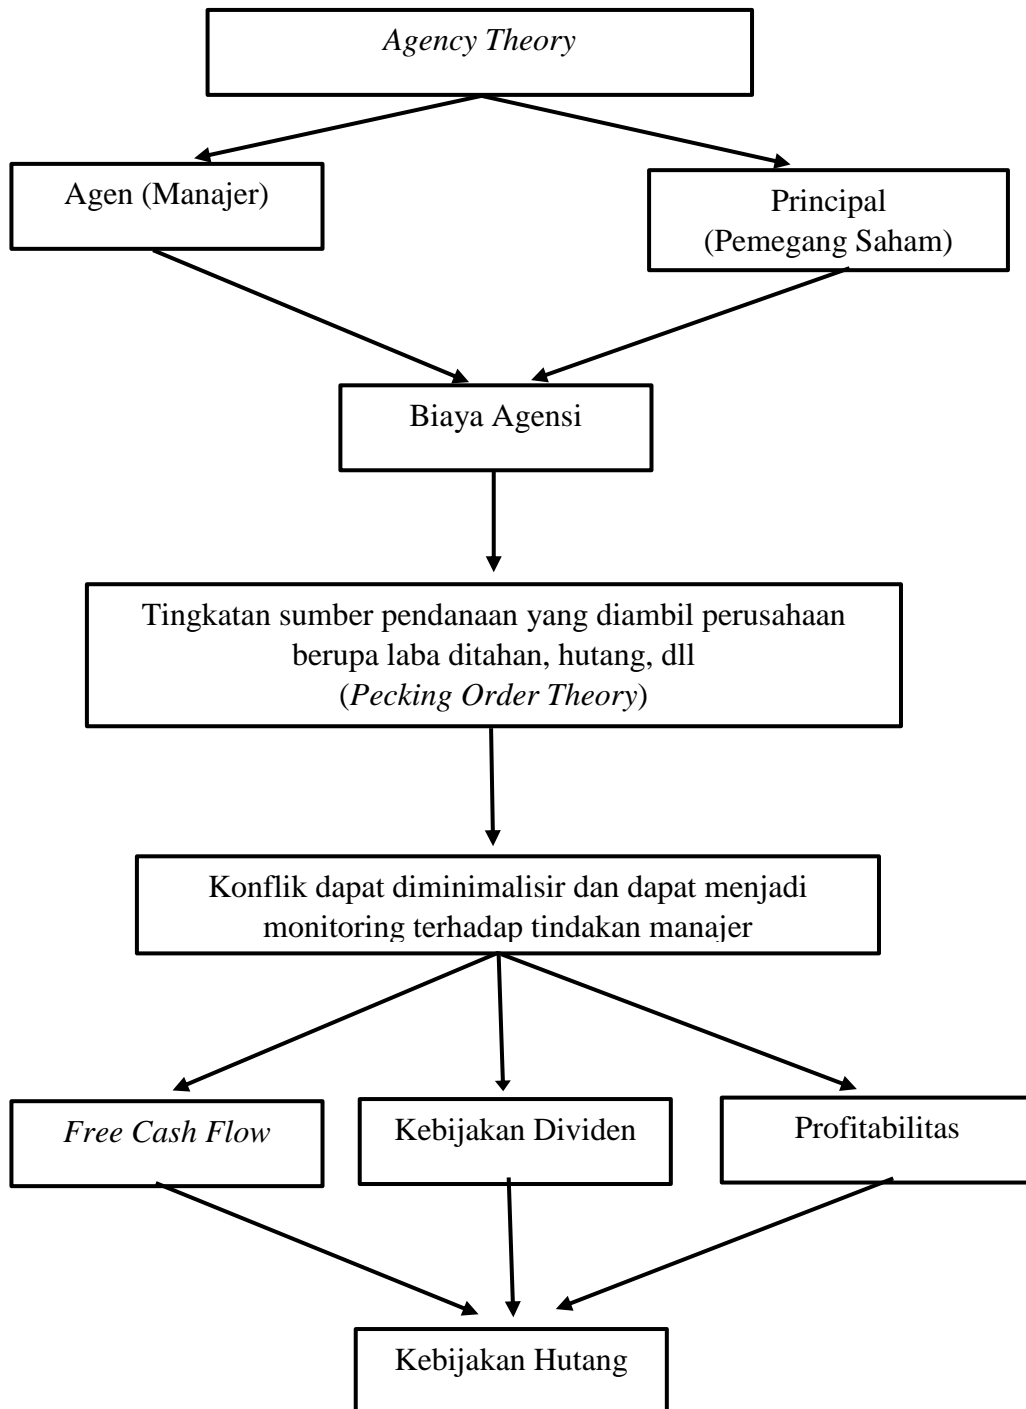 Agency Theory
Agen (Manajer)
Principal
(Pemegang Saham)
Biaya Agensi
Tingkatan sumber pendanaan yang diambil perusahaan
berupa laba ditahan, hutang, dll
(Pecking Order Theory)
Konflik dapat diminimalisir dan dapat menjadi
monitoring terhadap tindakan manajer
Free Cash Flow
Kebijakan Dividen
Profitabilitas
Kebijakan Hutang